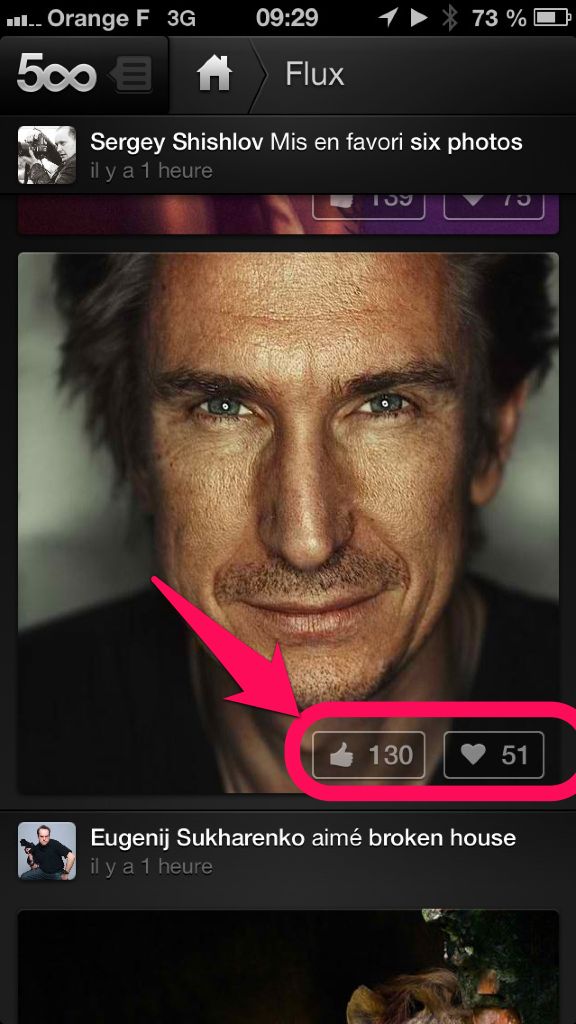 Orange F 3G 09:29 73 %
500 Flux
Sergey Shishlov Mis en favori six photos
il y a 1 heure
139 75
130 51
Eugenij Sukharenko aimé broken house
il y a 1 heure